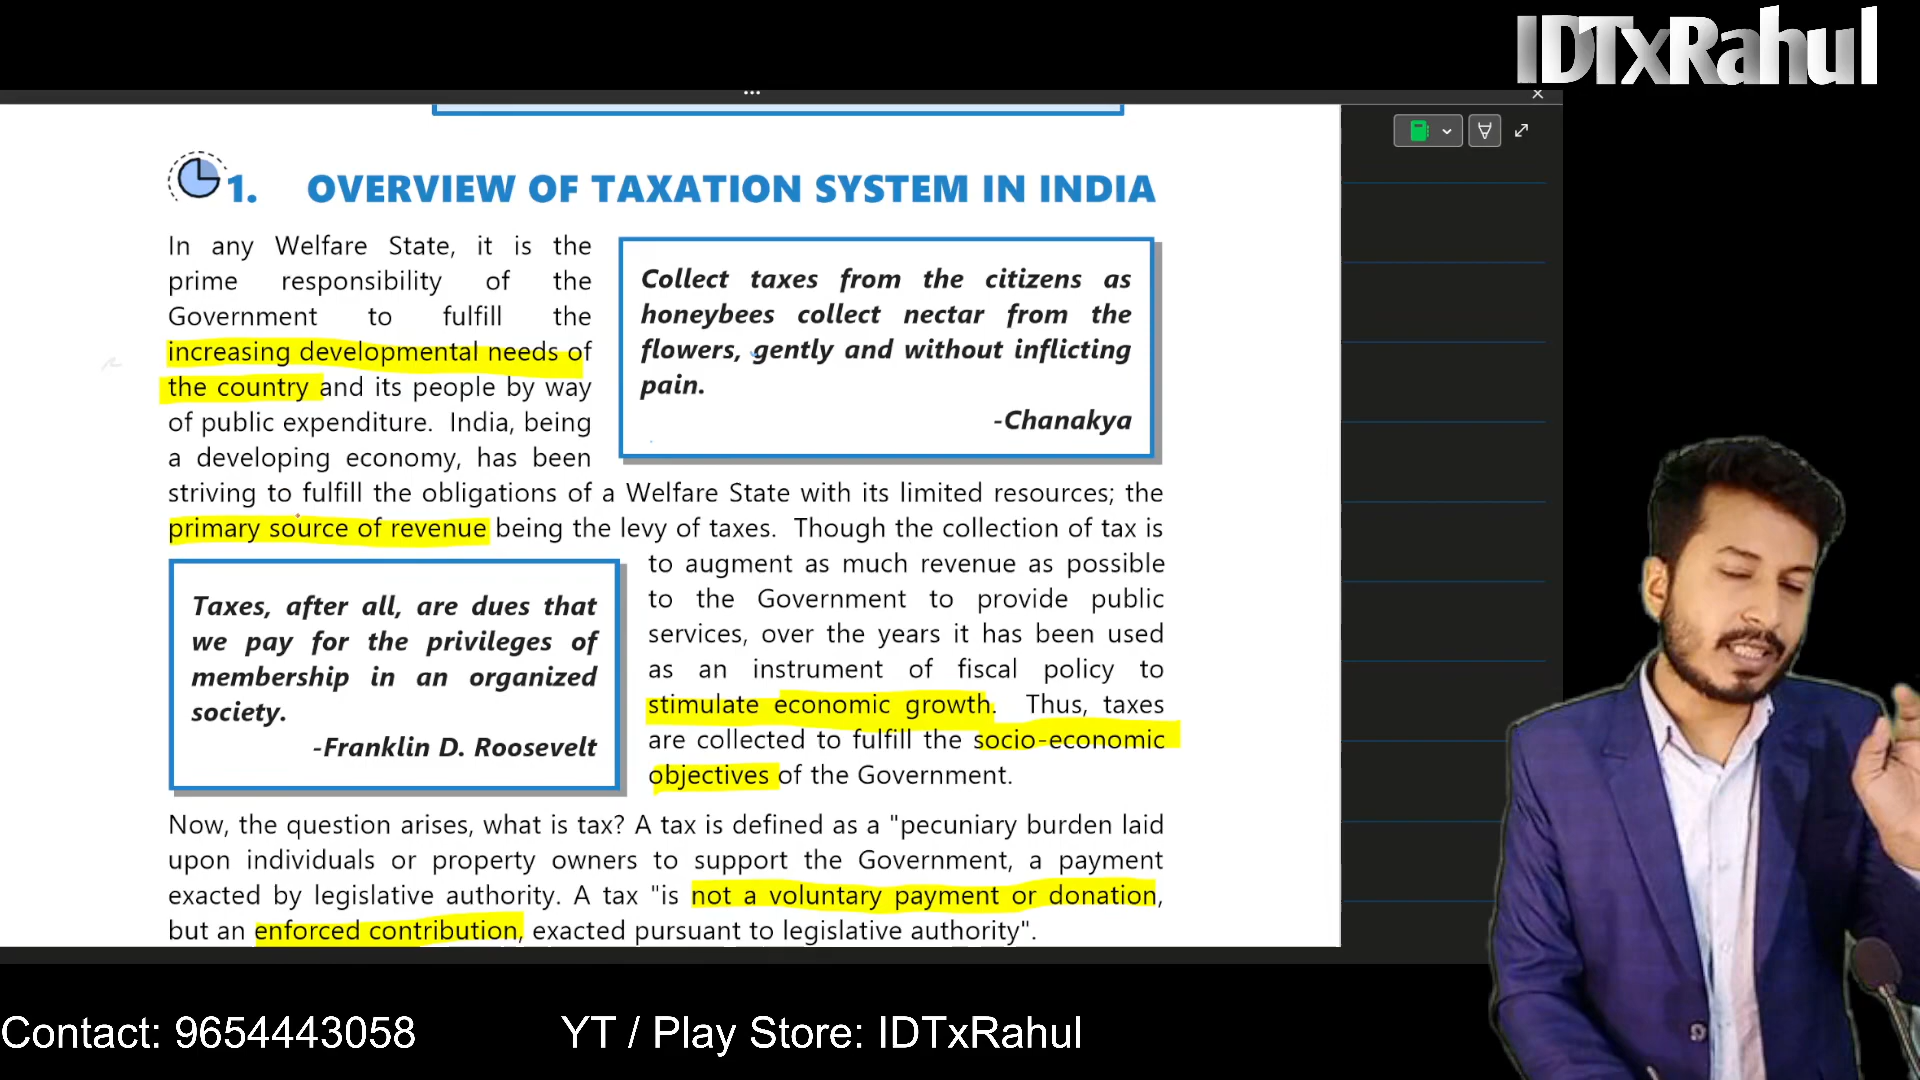 IDTxRahul
1. OVERVIEW OF TAXATION SYSTEM IN INDIA
In any Welfare State, it is the
prime responsibility of the
Government to fulfill the
increasing developmental needs of
the country and its people by way
of public expenditure. India, being
a developing economy, has been
Collect taxes from the citizens as
honeybees collect nectar from the
flowers, gently and without inflicting
pain.
-Chanakya
striving to fulfill the obligations of a Welfare State with its limited resources; the
primary source of revenue being the levy of taxes. Though the collection of tax is
Taxes, after all, are dues that
we pay for the privileges of
membership in an organized
society.
-Franklin D. Roosevelt
to augment as much revenue as possible
to the Government to provide public
services, over the years it has been used
as an instrument of fiscal policy to
stimulate economic growth. Thus, taxes
are collected to fulfill the socio-economic
objectives of the Government.
Now, the question arises, what is tax? A tax is defined as a "pecuniary burden laid
upon individuals or property owners to support the Government, a payment
exacted by legislative authority. A tax "is not a voluntary payment or donation,
but an enforced contribution, exacted pursuant to legislative authority".
Contact: 9654443058
YT / Play Store: IDTxRahul